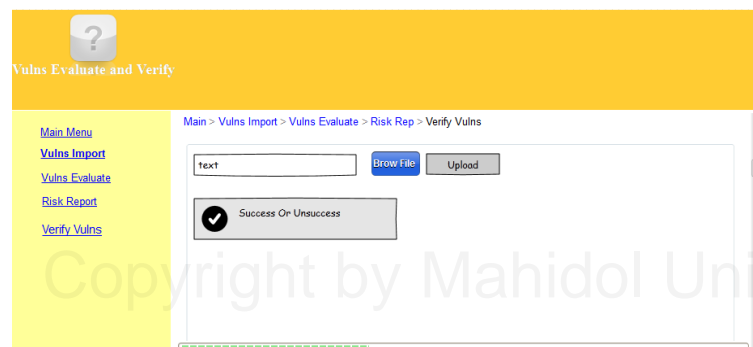 ?
Vulns Evaluate and Verify
Main > Vulns Import > Vulns Evaluate > Risk Rep > Verify Vulns
Main Menu
Vulns Import
Vulns Evaluate
Risk Report
Verify Vulns
text
Brow File
Upload
Success Or Unsuccess
Copyright by Mahidol Uni